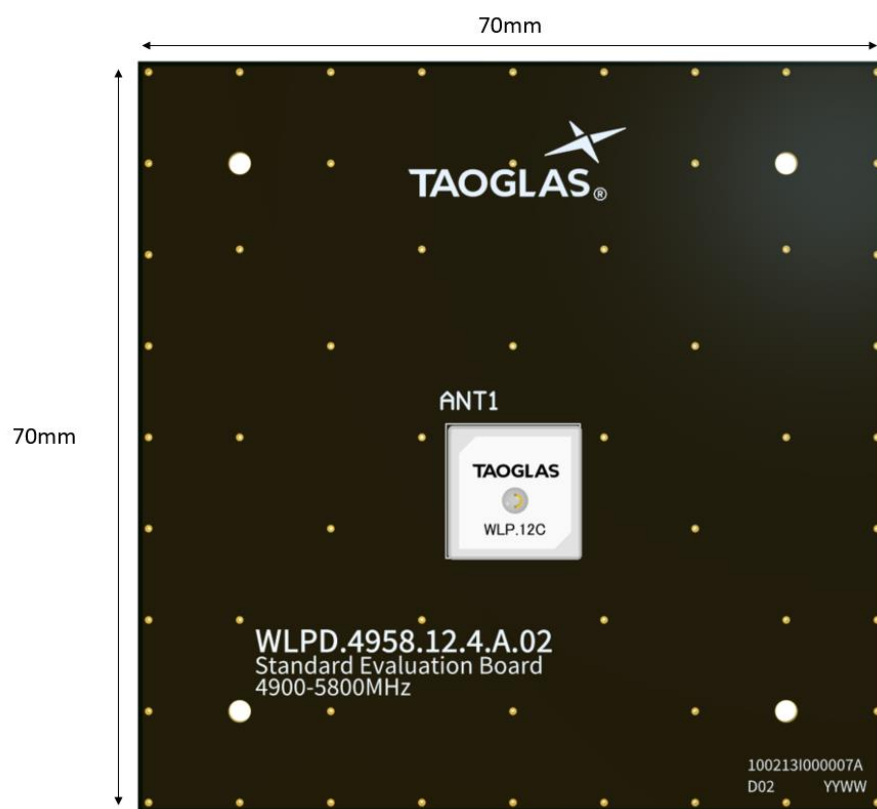 70mm
TAOGLAS®
70mm
ANT1
TAOGLAS
WLP.12C
WLPD.4958.12.4.A.02
Standard Evaluation Board
4900-5800MHz
100213I000007A
D02 YYWW